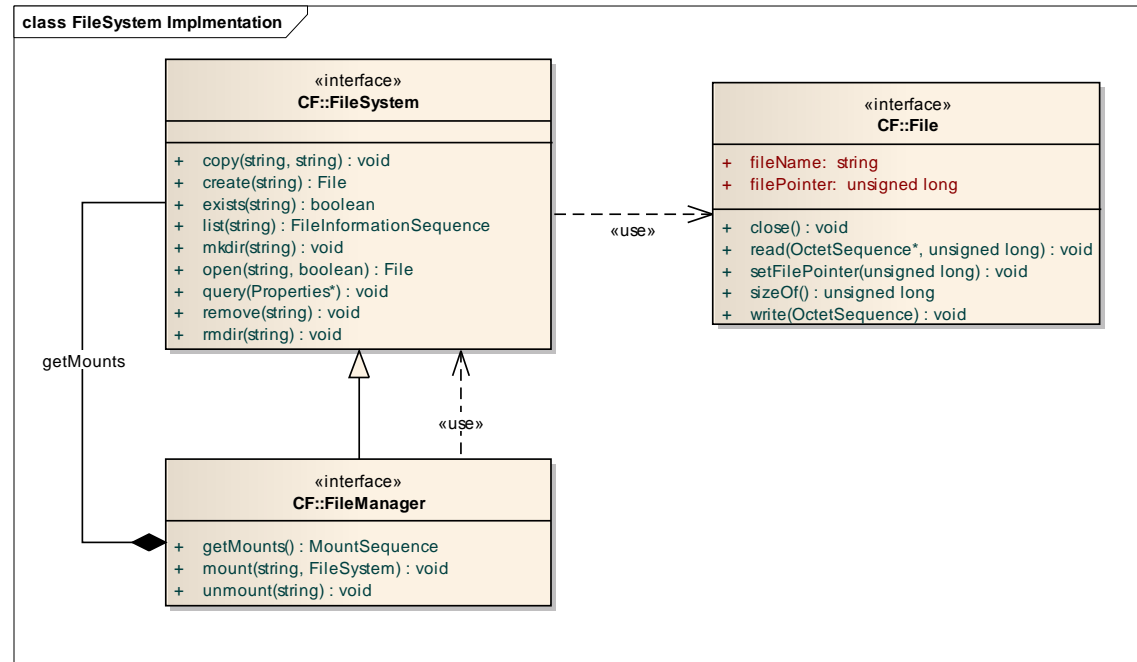 class FileSystem Implmentation
«interface»
CF::FileSystem
+ copy(string, string) : void
+ create(string) : File
+ exists(string) : boolean
+ list(string) : FileInformationSequence
+ mkdir(string) : void
+ open(string, boolean) : File
+ query(Properties*) : void
+ remove(string) : void
+ rmdir(string) : void
«interface»
CF::File
+ fileName: string
+ filePointer: unsigned long
+ close() : void
+ read(OctetSequence*, unsigned long) : void
+ setFilePointer(unsigned long) : void
+ sizeOf() : unsigned long
+ write(OctetSequence) : void
«use»
getMounts
«use»
«interface»
CF::FileManager
+ getMounts() : MountSequence
+ mount(string, FileSystem) : void
+ unmount(string) : void